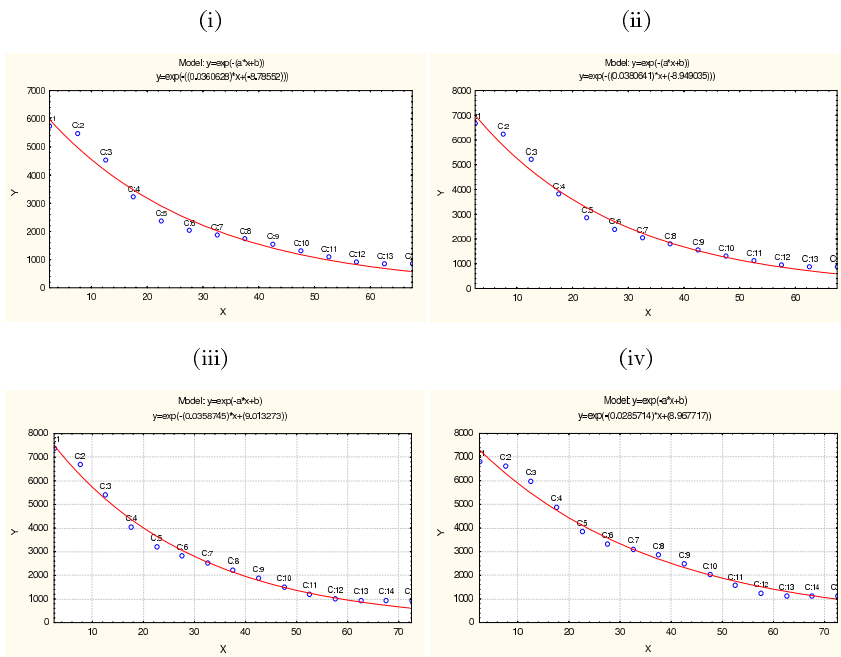 (i)
Model: y=exp(-(a*x+b))
y=exp(-((0.0360628)*x+(-8.78552)))
7000
6000
5000
4000
3000
2000
1000
0
Y
1
C:2
C:3
C:4
C:5
C:6
C:7
C:8
C:9
C:10
C:11
C:12
C:13
C:
10 20 30 40 50 60
X
(ii)
Model: y=exp(-(a*x+b))
y=exp(-((0.0380641)*x+(-8.949035)))
8000
7000
6000
5000
4000
3000
2000
1000
0
Y
1
C:2
C:3
C:4
C:5
C:6
C:7
C:8
C:9
C:10
C:11
C:12
C:13
C:
10 20 30 40 50 60
X
(iii)
Model: y=exp(-a*x+b)
y=exp(-(0.0358745)*x+(9.013273))
8000
7000
6000
5000
4000
3000
2000
1000
0
Y
:1
C:2
C:3
C:4
C:5
C:6
C:7
C:8
C:9
C:10
C:11
C:12
C:13
C:14
C:
10 20 30 40 50 60 70
X
(iv)
Model: y=exp(-a*x+b)
y=exp(-(0.0285714)*x+(8.967717))
8000
7000
6000
5000
4000
3000
2000
1000
0
Y
1
C:2
C:3
C:4
C:5
C:6
C:7
C:8
C:9
C:10
C:11
C:12
C:13
C:14
C:
10 20 30 40 50 60 70
X